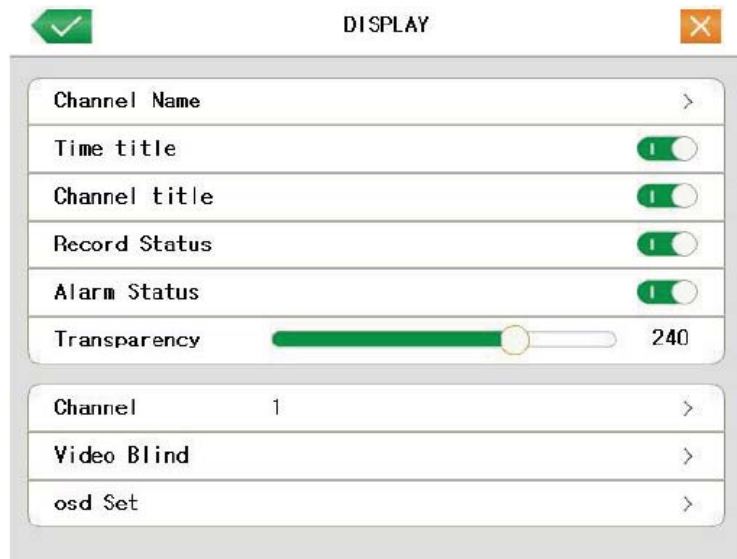 DISPLAY
Channel Name
Time title
Channel title
Record Status
Alarm Status
Transparency 240
Channel 1
Video Blind
osd Set